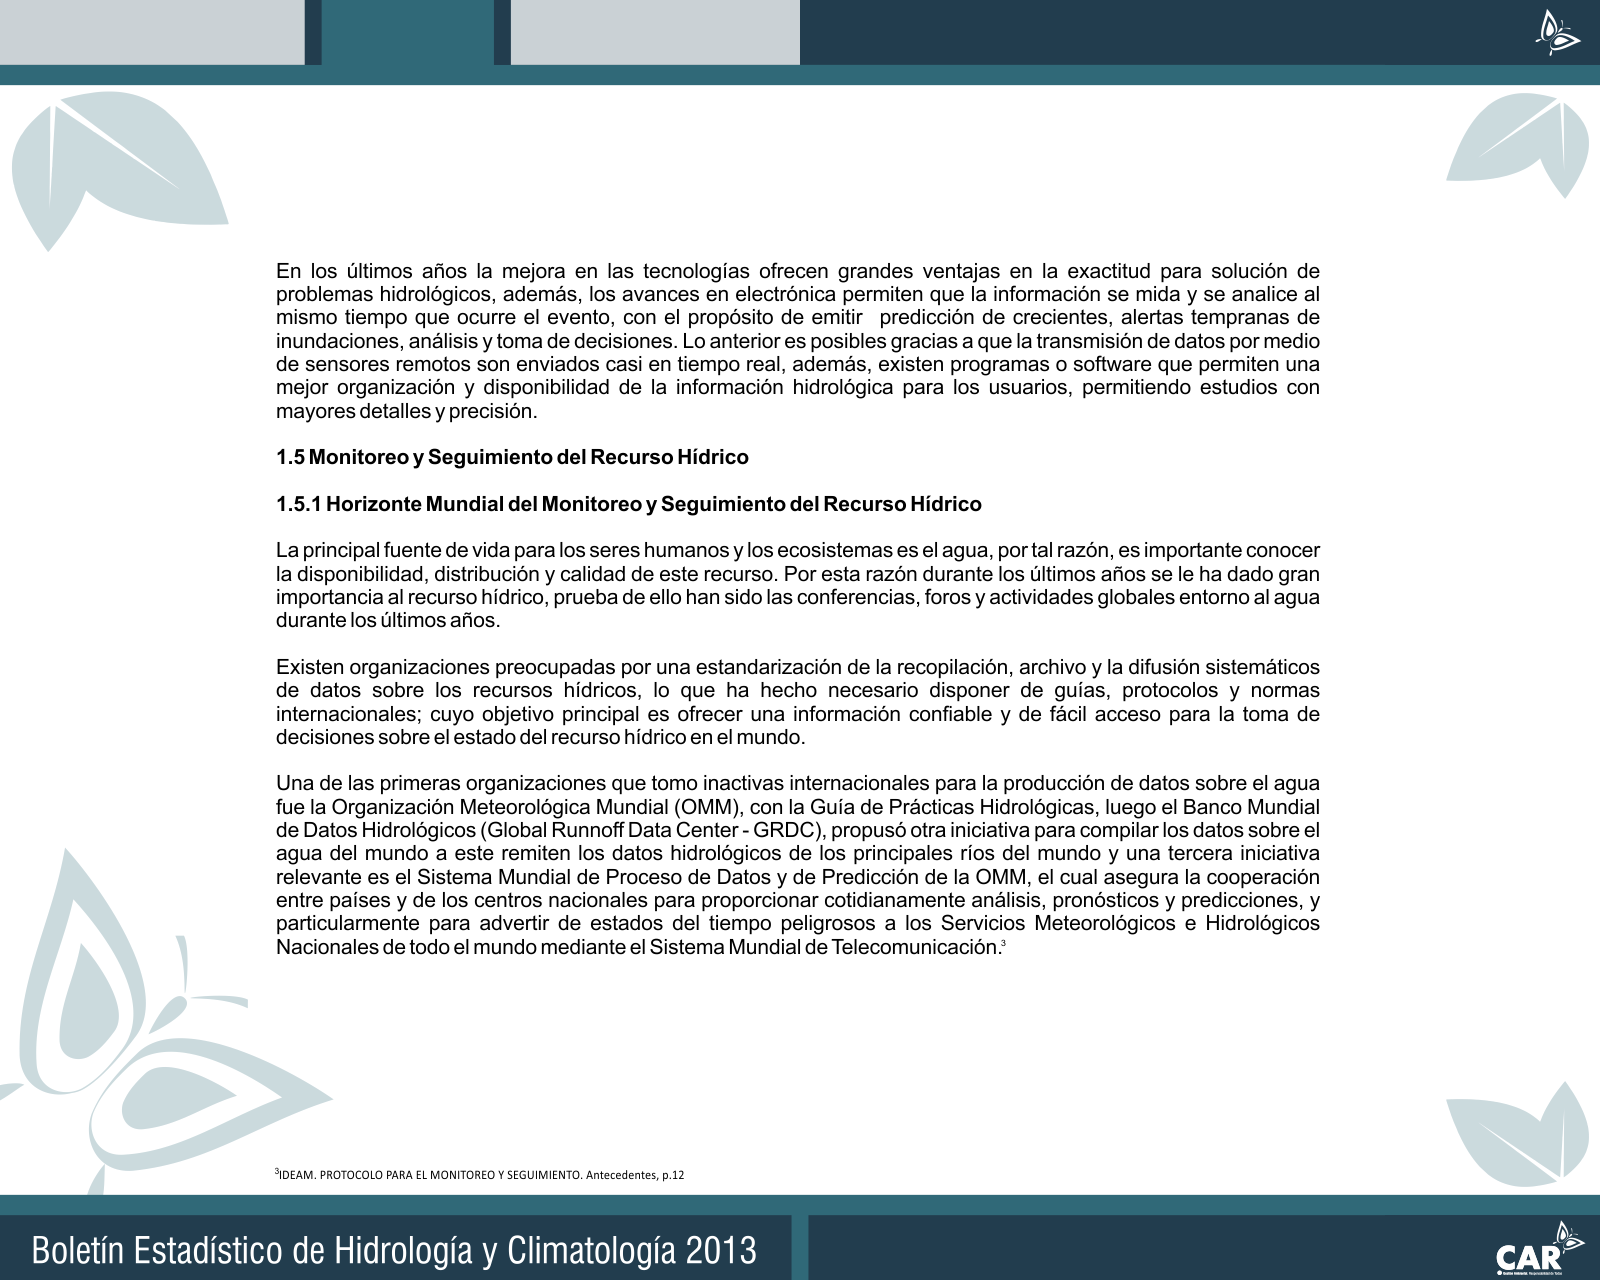 En los últimos años la mejora en las tecnologías ofrecen grandes ventajas en la exactitud para solución de
problemas hidrológicos, además, los avances en electrónica permiten que la información se mida y se analice al
mismo tiempo que ocurre el evento, con el propósito de emitir predicción de crecientes, alertas tempranas de
inundaciones, análisis y toma de decisiones. Lo anterior es posibles gracias a que la transmisión de datos por medio
de sensores remotos son enviados casi en tiempo real, además, existen programas o software que permiten una
mejor organización y disponibilidad de la información hidrológica para los usuarios, permitiendo estudios con
mayores detalles y precisión.
1.5 Monitoreo y Seguimiento del Recurso Hídrico
1.5.1 Horizonte Mundial del Monitoreo y Seguimiento del Recurso Hídrico
La principal fuente de vida para los seres humanos y los ecosistemas es el agua, por tal razón, es importante conocer
la disponibilidad, distribución y calidad de este recurso. Por esta razón durante los últimos años se le ha dado gran
importancia al recurso hídrico, prueba de ello han sido las conferencias, foros y actividades globales entorno al agua
durante los últimos años.
Existen organizaciones preocupadas por una estandarización de la recopilación, archivo y la difusión sistemáticos
de datos sobre los recursos hídricos, lo que ha hecho necesario disponer de guías, protocolos y normas
internacionales; cuyo objetivo principal es ofrecer una información confiable y de fácil acceso para la toma de
decisiones sobre el estado del recurso hídrico en el mundo.
Una de las primeras organizaciones que tomo inactivas internacionales para la producción de datos sobre el agua
fue la Organización Meteorológica Mundial (OMM), con la Guía de Prácticas Hidrológicas, luego el Banco Mundial
de Datos Hidrológicos (Global Runnoff Data Center - GRDC), propusó otra iniciativa para compilar los datos sobre el
agua del mundo a este remiten los datos hidrológicos de los principales ríos del mundo y una tercera iniciativa
relevante es el Sistema Mundial de Proceso de Datos y de Predicción de la OMM, el cual asegura la cooperación
entre países y de los centros nacionales para proporcionar cotidianamente análisis, pronósticos y predicciones, y
particularmente para advertir de estados del tiempo peligrosos a los Servicios Meteorológicos e Hidrológicos
Nacionales de todo el mundo mediante el Sistema Mundial de Telecomunicación.3
3IDEAM. PROTOCOLO PARA EL MONITOREO Y SEGUIMIENTO. Antecedentes, p.12
Boletín Estadístico de Hidrología y Climatología 2013
CAR